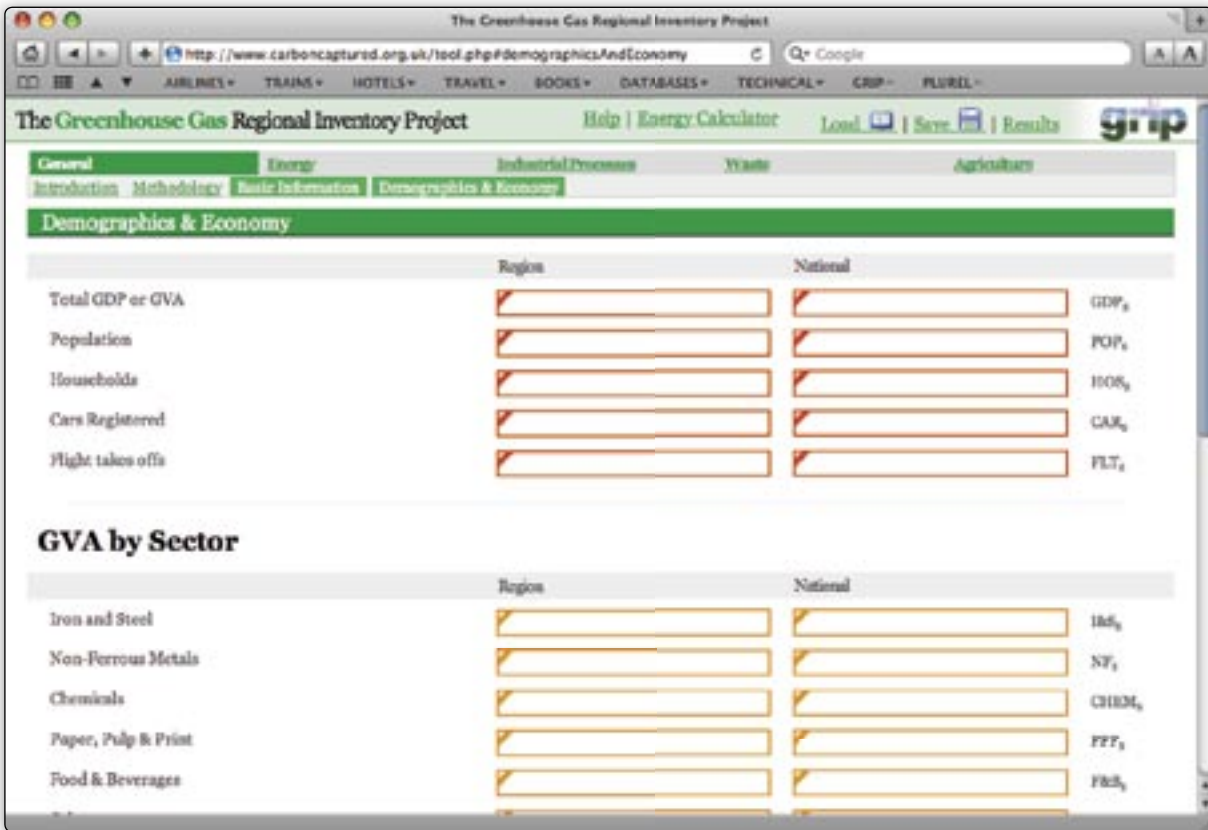 The Greenhouse Gas Regional Inventory Project
http://www.carboncaptured.org.uk/tool.php#demographicsAndEconomy Google A A
AIRLINES TRAINS HOTELS TRAVEL BOOKS DATABASES TECHNICAL GRIP PLUREL
The Greenhouse Gas Regional Inventory Project Help | Energy Calculator Load | Save | Results grip
General Energy Industrial Processes Waste Agriculture
Introduction Methodology Basic Information Demographics & Economy
Demographics & Economy
Region National
Total GDP or GVA GDP
Population POP
Households
Cars Registered CAR
Flight takes offs FLT
GVA by Sector
Region National
Iron and Steel I&S
Non-Ferrous Metals NF
Chemicals CHEM
Paper, Pulp & Print
Food & Beverages